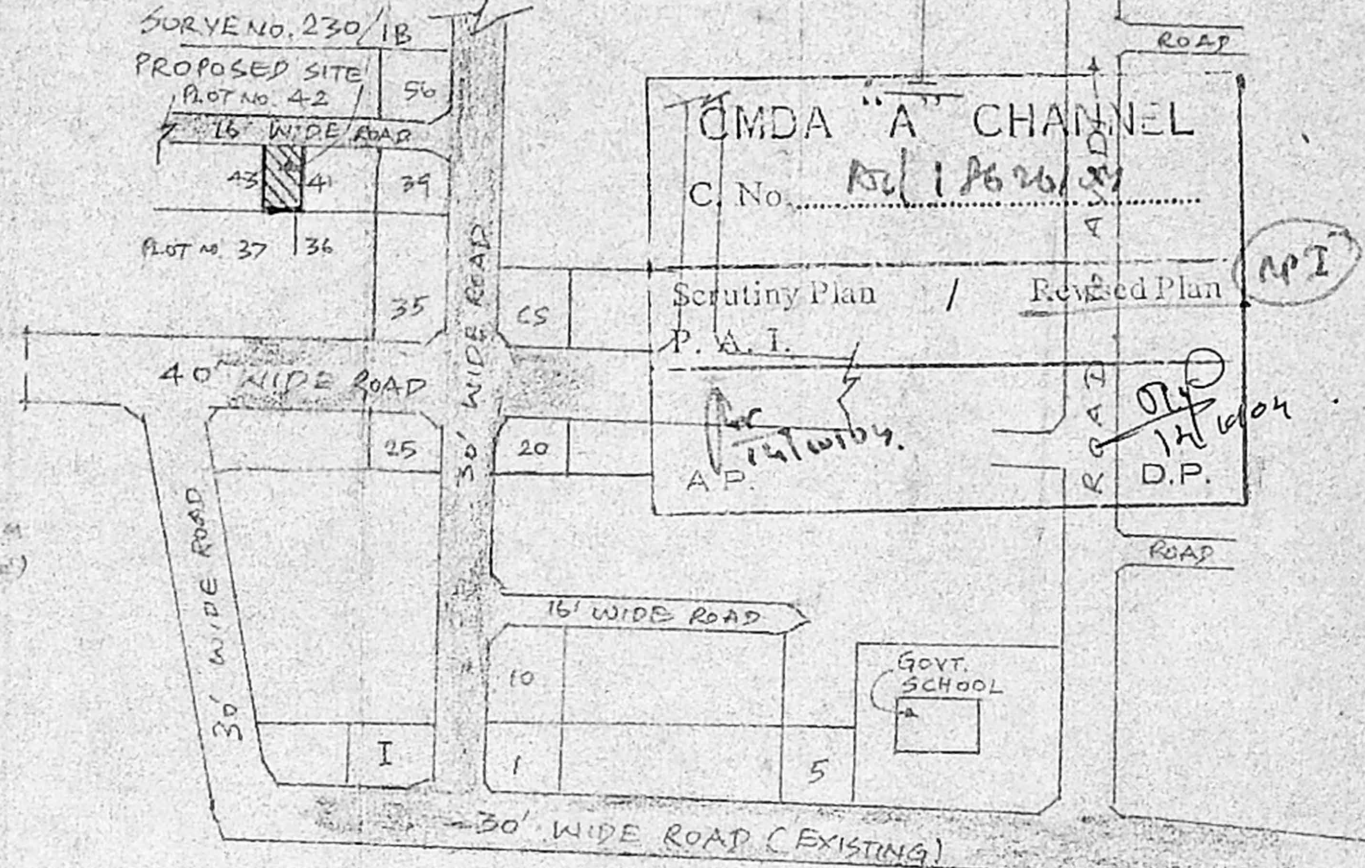 SURVE NO. 230/1B
PROPOSED SITE
PLOT NO. 42
56
16' WIDE ROAD
43
41
39
PLOT NO. 37
36
35
CS
40' WIDE ROAD
30' WIDE ROAD
25
20
30' WIDE ROAD
16' WIDE ROAD
10
I
1
5
GOVT.
SCHOOL
30' WIDE ROAD (EXISTING)
ROAD
ROAD
ROAD
CMDA "A" CHANNEL
C. No.
Scrutiny Plan / Revised Plan
P. A. I.
A.P.
D.P.